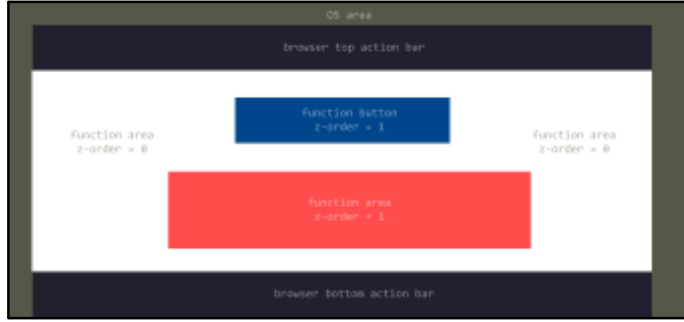 OS area
browser top action bar
function button
z-order = 1
function area
z-order = 0
function area
z-order = 0
function area
z-order = 1
browser bottom action bar